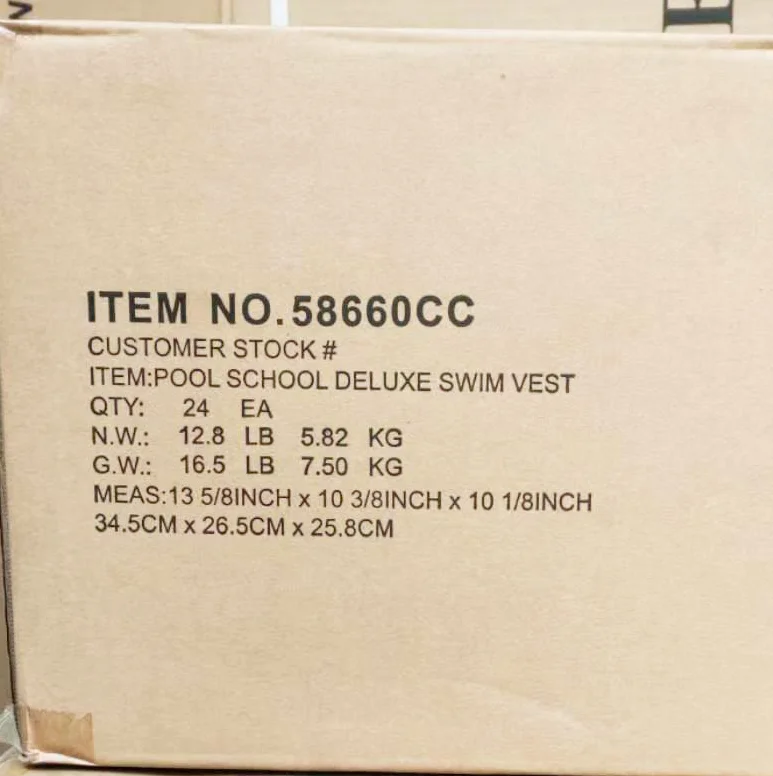 ITEM NO.58660CC
CUSTOMER STOCK #
ITEM:POOL SCHOOL DELUXE SWIM VEST
QTY: 24 EA
N.W.: 12.8 LB 5.82 KG
G.W.: 16.5 LB 7.50 KG
MEAS:13 5/8INCH x 10 3/8INCH x 10 1/8INCH
34.5CM x 26.5CM x 25.8CM